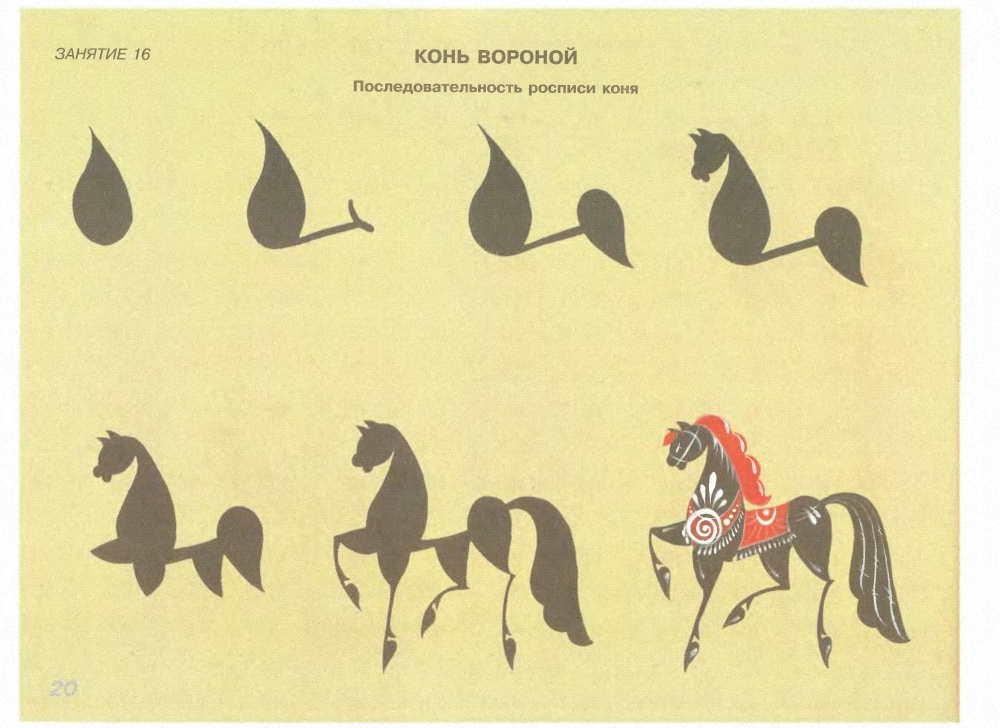 ЗАНЯТИЕ 16
КОНЬ ВОРОНОЙ
Последовательность росписи коня
20